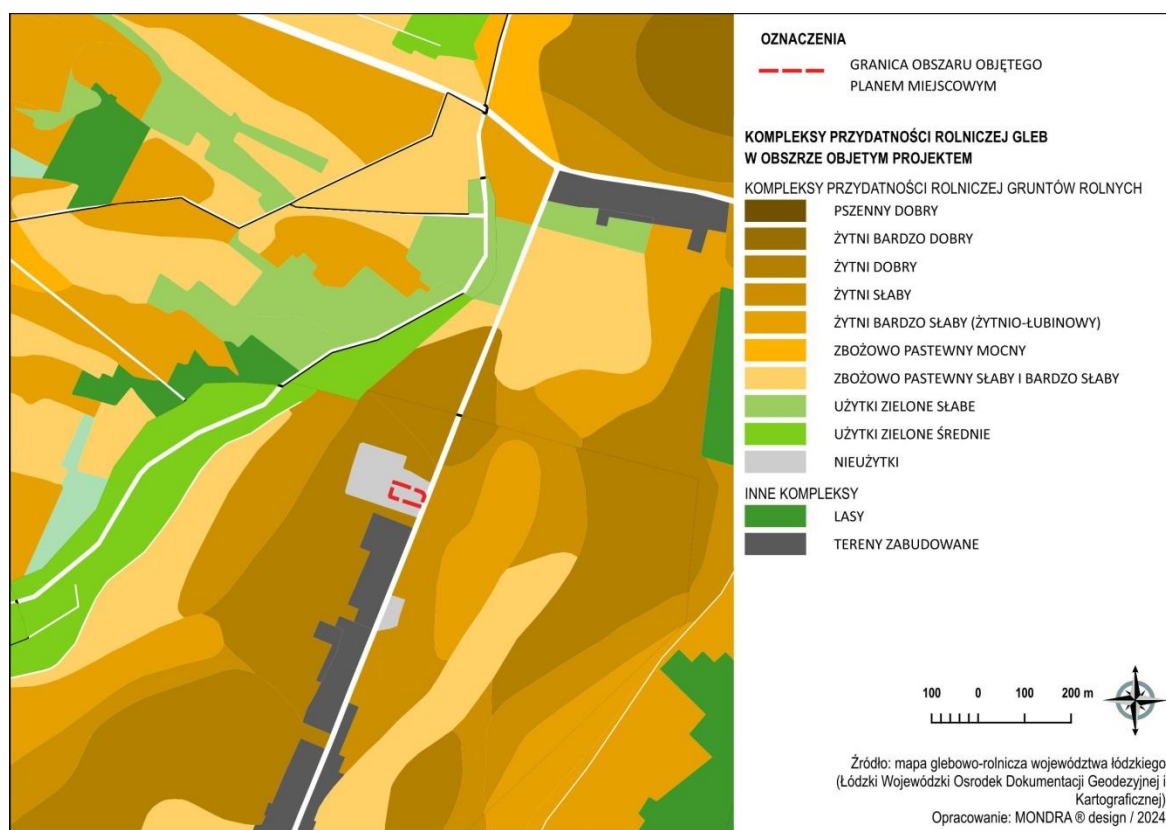 OZNACZENIA
GRANICA OBSZARU OBJĘTEGO
PLANEM MIEJSCOWYM
KOMPLEKSY PRZYDATNOŚCI ROLNICZEJ GLEB
W OBSZRZE OBJETYM PROJEKTEM
KOMPLEKSY PRZYDATNOŚCI ROLNICZEJ GRUNTÓW ROLNYCH
PSZENNY DOBRY
ŻYTNI BARDZO DOBRY
ŻYTNI DOBRY
ŻYTNI SŁABY
ŻYTNI BARDZO SŁABY (ŻYTNIO-ŁUBINOWY)
ZBOŻOWO PASTEWNY MOCNY
ZBOŻOWO PASTEWNY SŁABY I BARDZO SŁABY
UŻYTKI ZIELONE SŁABE
UŻYTKI ZIELONE ŚREDNIE
NIEUŻYTKI
INNE KOMPLEKSY
LASY
TERENY ZABUDOWANE
100 0 100 200 m
Źródło: mapa glebowo-rolnicza województwa łódzkiego
(Łódzki Wojewódzki Osrodek Dokumentacji Geodezyjnej i
Kartograficznej)
Opracowanie: MONDRA ® design / 2024